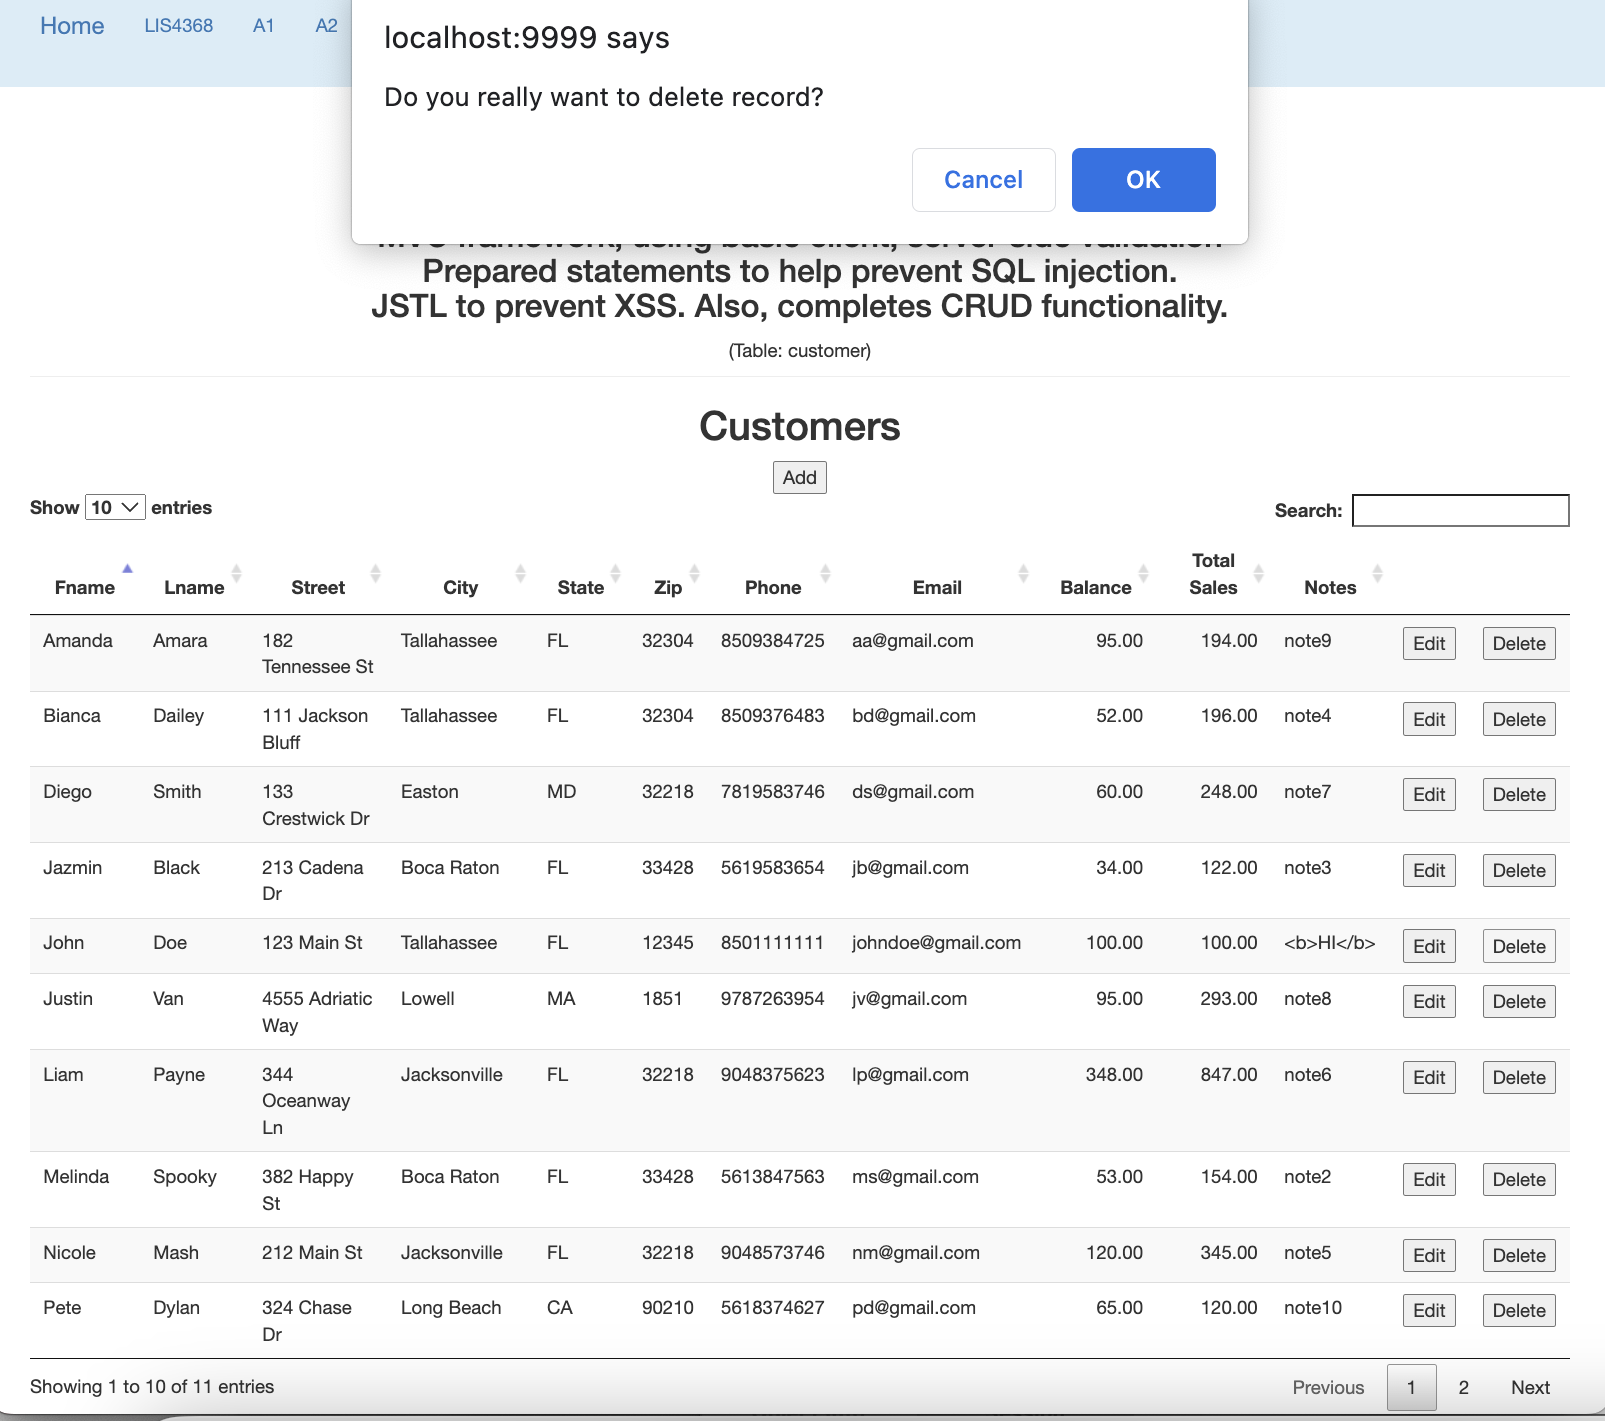 Home LIS4368 A1 A2
localhost:9999 says
Do you really want to delete record?
Cancel OK
MVC framework, using basic client, server-side validation
Prepared statements to help prevent SQL injection.
JSTL to prevent XSS. Also, completes CRUD functionality.
(Table: customer)
Customers
Add
Show 10 entries Search:
Fname Lname Street City State Zip Phone Email Balance Total Sales Notes
Amanda Amara 182 Tallahassee FL 32304 8509384725 aa@gmail.com 95.00 194.00 note9 Edit Delete
Tennessee St
Bianca Dailey 111 Jackson Tallahassee FL 32304 8509376483 bd@gmail.com 52.00 196.00 note4 Edit Delete
Bluff
Diego Smith 133 Easton MD 32218 7819583746 ds@gmail.com 60.00 248.00 note7 Edit Delete
Crestwick Dr
Jazmin Black 213 Cadena Boca Raton FL 33428 5619583654 jb@gmail.com 34.00 122.00 note3 Edit Delete
Dr
John Doe 123 Main St Tallahassee FL 12345 8501111111 johndoe@gmail.com 100.00 100.00 <b>HI</b> Edit Delete
Justin Van 4555 Adriatic Lowell MA 1851 9787263954 jv@gmail.com 95.00 293.00 note8 Edit Delete
Way
Liam Payne 344 Jacksonville FL 32218 9048375623 lp@gmail.com 348.00 847.00 note6 Edit Delete
Oceanway
Ln
Melinda Spooky 382 Happy Boca Raton FL 33428 5613847563 ms@gmail.com 53.00 154.00 note2 Edit Delete
St
Nicole Mash 212 Main St Jacksonville FL 32218 9048573746 nm@gmail.com 120.00 345.00 note5 Edit Delete
Pete Dylan 324 Chase Long Beach CA 90210 5618374627 pd@gmail.com 65.00 120.00 note10 Edit Delete
Dr
Showing 1 to 10 of 11 entries Previous 1 2 Next